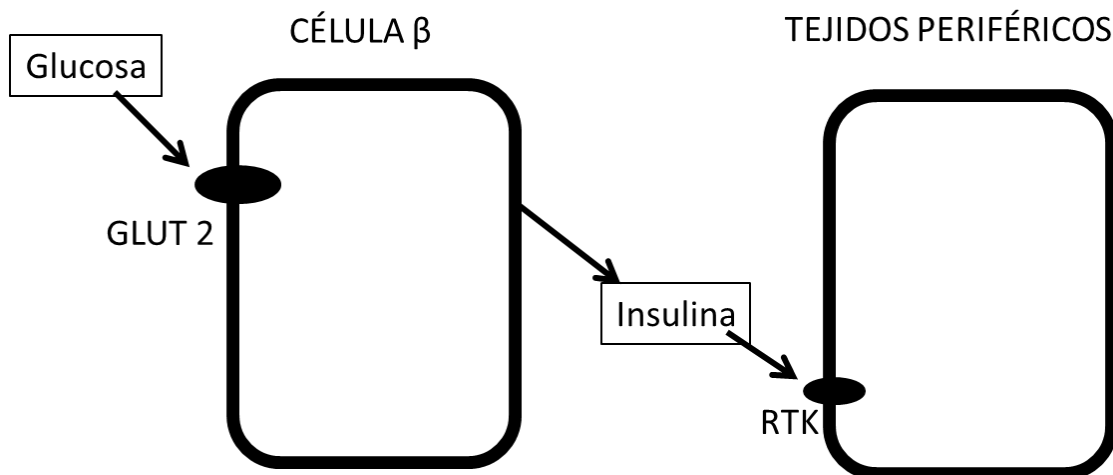 CÉLULA β
TEJIDOS PERIFÉRICOS
Glucosa
GLUT 2
Insulina
RTK